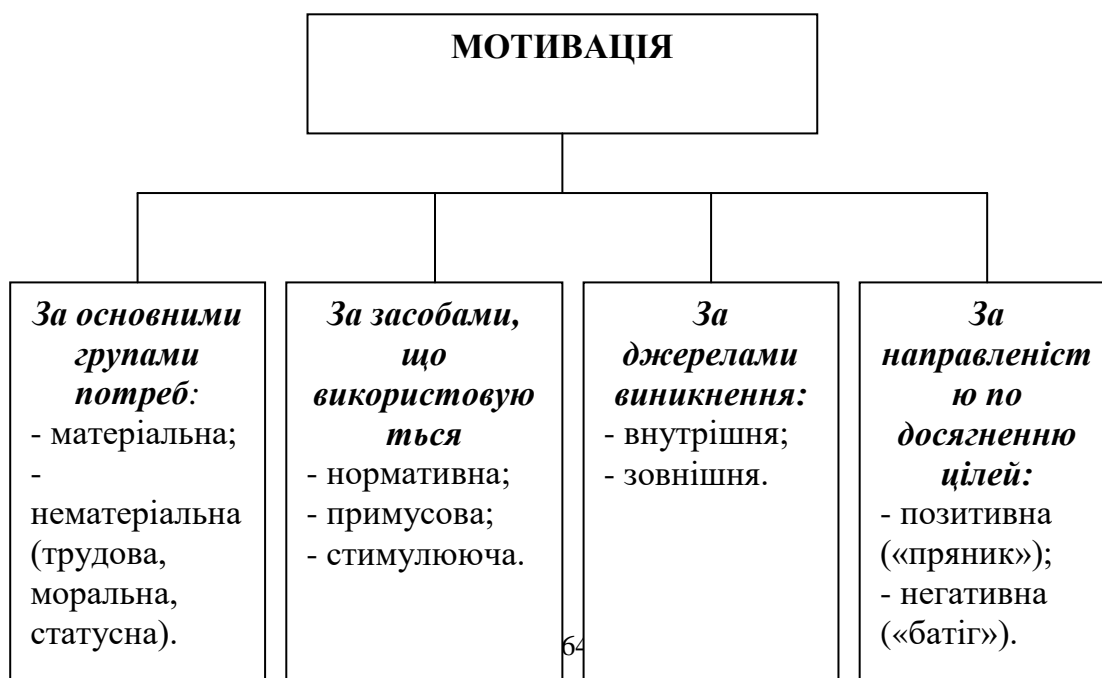 МОТИВАЦІЯ
За основними
групами
потреб:
- матеріальна;
-
нематеріальна
(трудова,
моральна,
статусна).
За засобами,
що
використовую
ться
- нормативна;
- примусова;
- стимулююча.
За
джерелами
виникнення:
- внутрішня;
- зовнішня.
За
направленіст
ю по
досягненню
цілей:
- позитивна
(«пряник»);
- негативна
(«батіг»).
64